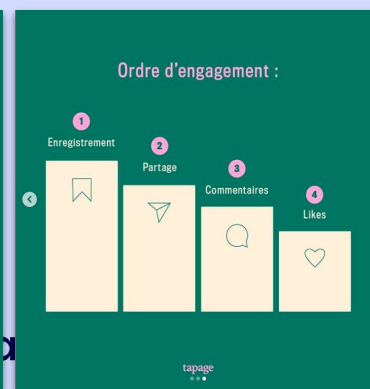 Ordre d'engagement :
1
Enregistrement
2
Partage
3
Commentaires
4
Likes
tapage